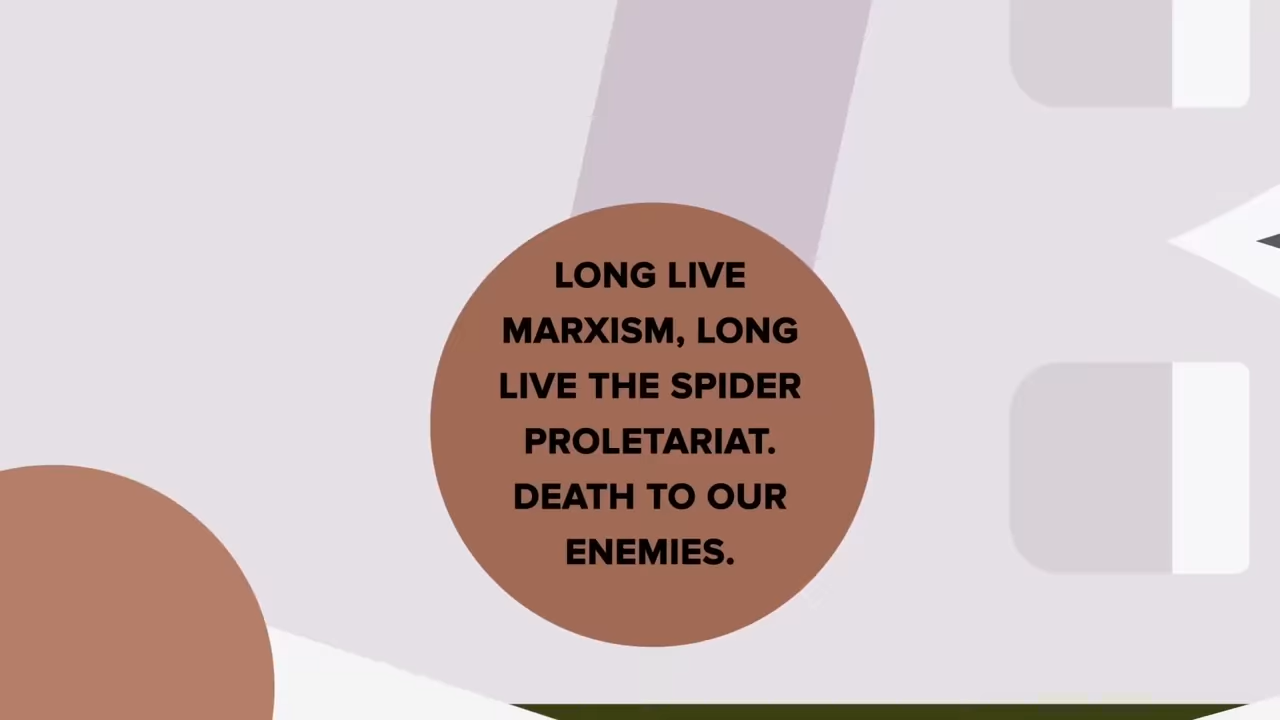 LONG LIVE
MARXISM, LONG
LIVE THE SPIDER
PROLETARIAT.
DEATH TO OUR
ENEMIES.